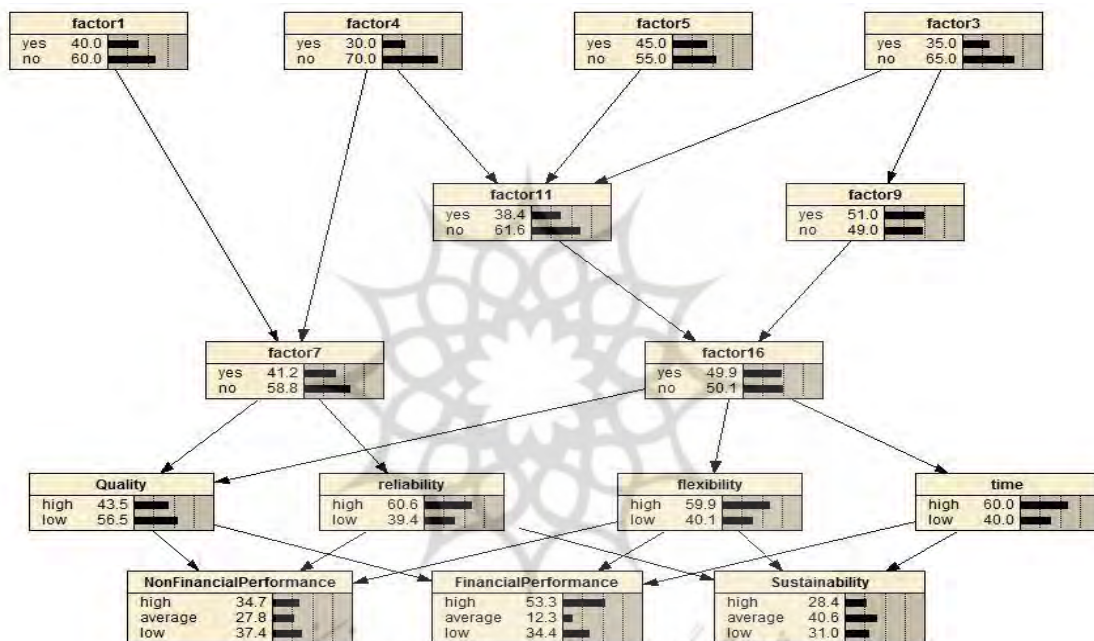 factor1
yes 40.0
no 60.0
factor4
yes 30.0
no 70.0
factor5
yes 45.0
no 55.0
factor3
yes 35.0
no 65.0
factor11
yes 38.4
no 61.6
factor9
yes 51.0
no 49.0
factor7
yes 41.2
no 58.8
factor16
yes 49.9
no 50.1
Quality
high 43.5
low 56.5
reliability
high 60.6
low 39.4
flexibility
high 59.9
low 40.1
time
high 60.0
low 40.0
NonFinancialPerformance
high 34.7
average 27.8
low 37.4
FinancialPerformance
high 53.3
average 12.3
low 34.4
Sustainability
high 28.4
average 40.6
low 31.0